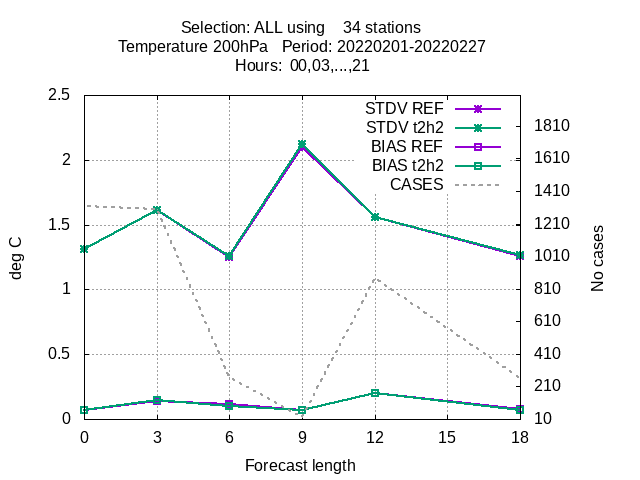 Selection: ALL using    34 stations
Temperature 200hPa   Period: 20220201-20220227
Hours:  00,03,...,21
STDV REF
STDV t2h2
BIAS REF
BIAS t2h2
CASES
deg C
2.5
2
1.5
1
0.5
0
No cases
1810
1610
1410
1210
1010
810
610
410
210
10
0 3 6 9 12 15 18
Forecast length